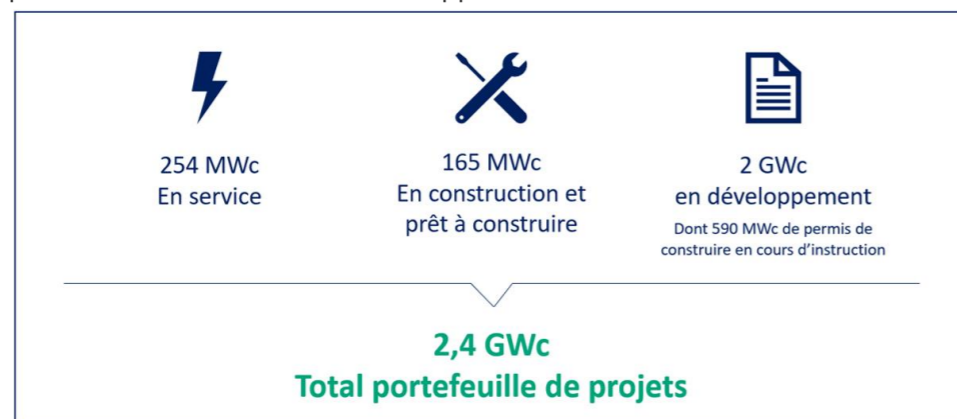 254 MWc
En service
165 MWc
En construction et
prêt à construire
2 GWc
en développement
Dont 590 MWc de permis de
construire en cours d'instruction
2,4 GWc
Total portefeuille de projets